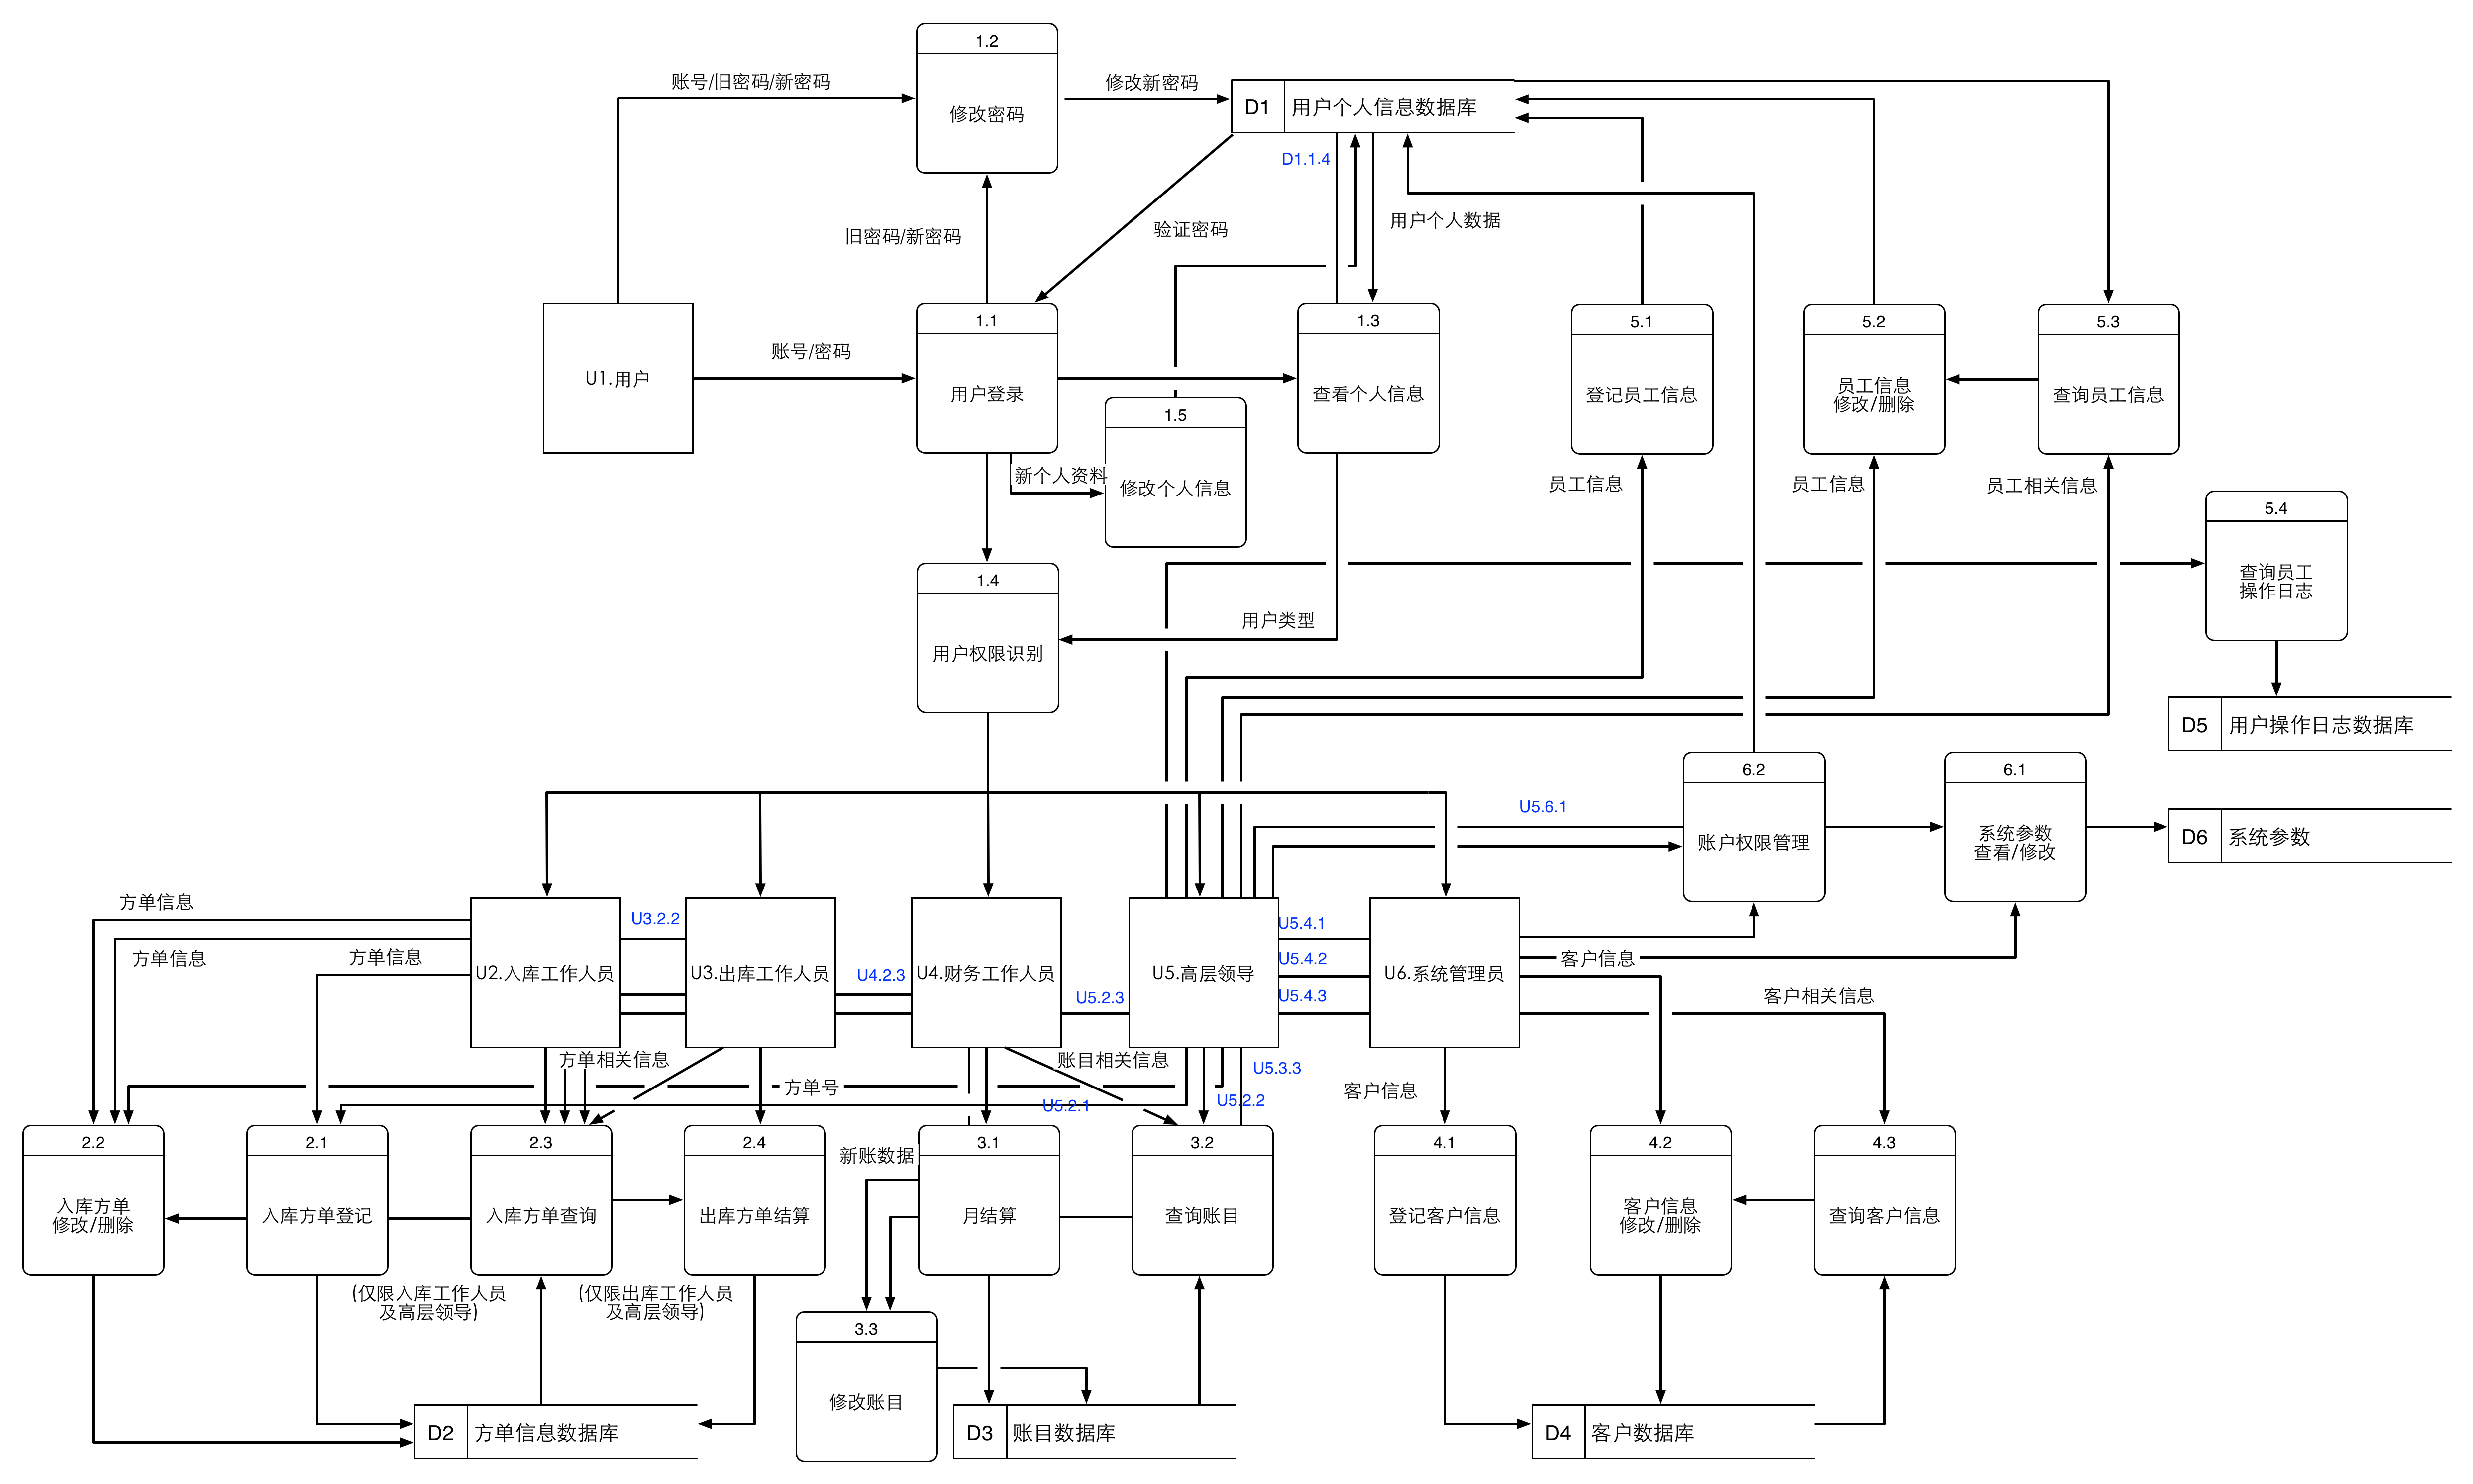 1.2
修改密码
账号/旧密码/新密码
修改新密码
D1
用户个人信息数据库
D1.1.4
旧密码/新密码
验证密码
用户个人数据
U1.用户
账号/密码
1.1
用户登录
1.3
查看个人信息
5.1
登记员工信息
5.2
员工信息
修改/删除
5.3
查询员工信息
1.5
修改个人信息
新个人资料
员工信息
员工信息
员工相关信息
5.4
查询员工
操作日志
1.4
用户权限识别
用户类型
D5
用户操作日志数据库
6.2
账户权限管理
6.1
系统参数
查看/修改
U5.6.1
D6
系统参数
方单信息
方单信息
方单信息
U2.入库工作人员
U3.2.2
U3.出库工作人员
U4.2.3
U4.财务工作人员
U5.2.3
U5.高层领导
U5.4.1
U5.4.2
U5.4.3
U6.系统管理员
客户信息
客户相关信息
方单相关信息
账目相关信息
U5.3.3
方单号
U5.2.1
U5.2.2
客户信息
2.2
入库方单
修改/删除
2.1
入库方单登记
2.3
入库方单查询
2.4
出库方单结算
新账数据
3.1
月结算
3.2
查询账目
4.1
登记客户信息
4.2
客户信息
修改/删除
4.3
查询客户信息
(仅限入库工作人员
及高层领导)
(仅限出库工作人员
及高层领导)
3.3
修改账目
D2
方单信息数据库
D3
账目数据库
D4
客户数据库